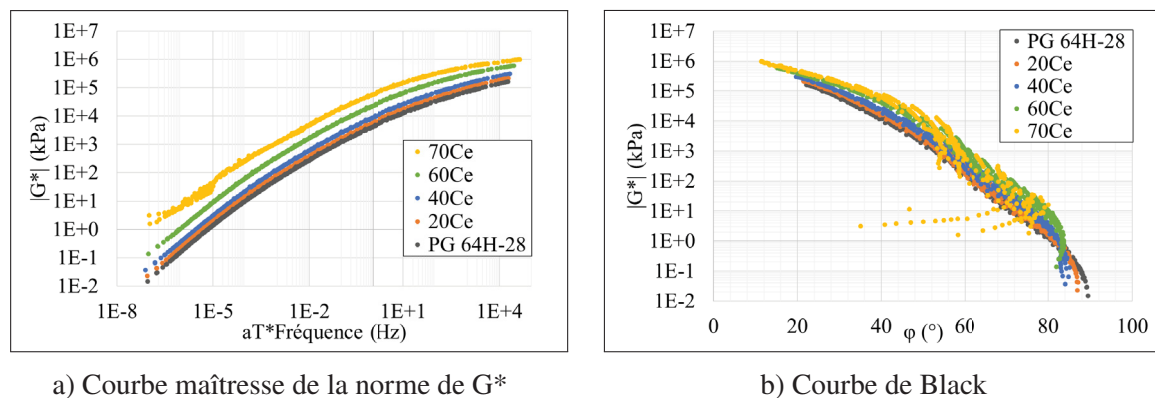 1E+7
1E+6
1E+5
1E+4
1E+3
1E+2
1E+1
1E+0
1E-1
1E-2
|G*| (kPa)
1E-8
1E-5
1E-2
1E+1
1E+4
aT*Fréquence (Hz)
70Ce
60Ce
40Ce
20Ce
PG 64H-28
a) Courbe maîtresse de la norme de G*
1E+7
1E+6
1E+5
1E+4
1E+3
1E+2
1E+1
1E+0
1E-1
1E-2
|G*| (kPa)
0
20
40
60
80
100
φ (°)
PG 64H-28
20Ce
40Ce
60Ce
70Ce
b) Courbe de Black